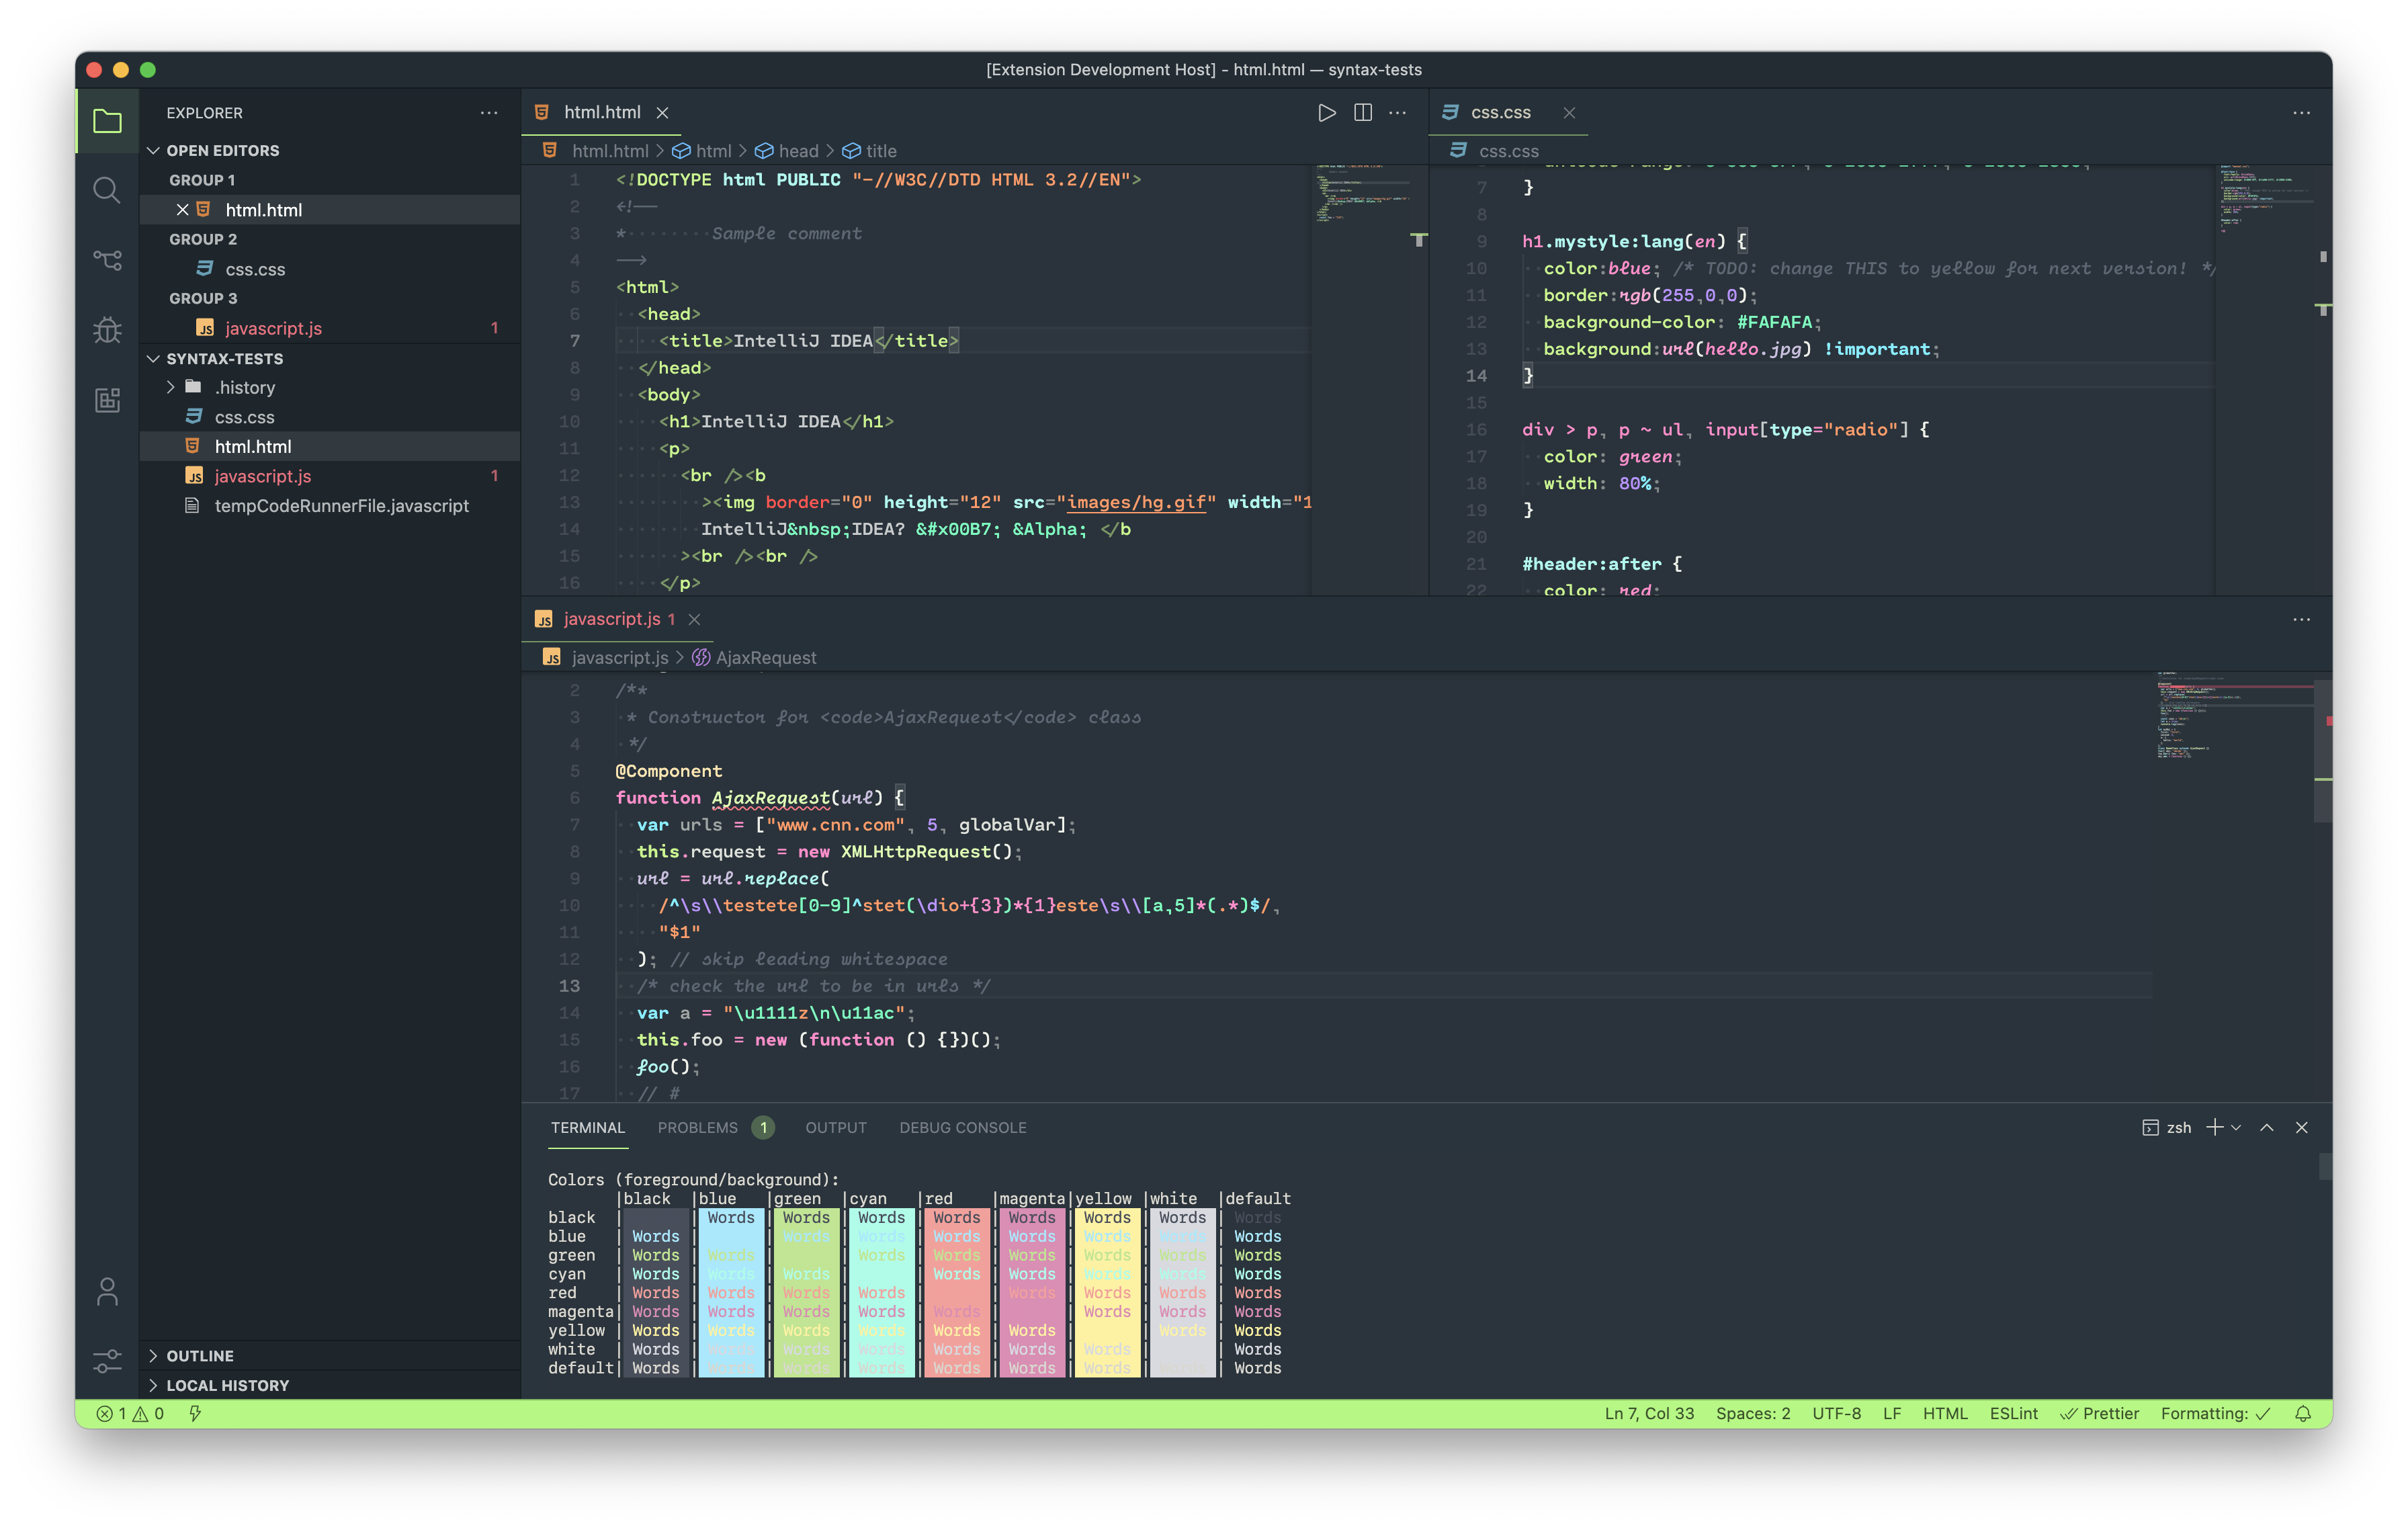 [Extension Development Host] - html.html — syntax-tests
EXPLORER
OPEN EDITORS
GROUP 1
html.html
GROUP 2
css.css
GROUP 3
javascript.js 1
SYNTAX-TESTS
.history
css.css
html.html
javascript.js 1
tempCodeRunnerFile.javascript
OUTLINE
LOCAL HISTORY
html.html
html.html > html > head > title
1 <!DOCTYPE html PUBLIC "-//W3C//DTD HTML 3.2//EN">
2 <!--
3 * Sample comment
4 -->
5 <html>
6 <head>
7 <title>IntelliJ IDEA</title>
8 </head>
9 <body>
10 <h1>IntelliJ IDEA</h1>
11 <p>
12 <br /><b
13 ><img border="0" height="12" src="images/hg.gif" width="1
14 IntelliJ&nbsp;IDEA? &#x00B7; &Alpha; </b
15 ><br /><br />
16 </p>
css.css
css.css
7 }
8
9 h1.mystyle:lang(en) {
10 color:blue; /* TODO: change THIS to yellow for next version! */
11 border:rgb(255,0,0);
12 background-color: #FAFAFA;
13 background:url(hello.jpg) !important;
14 }
15
16 div > p, p ~ ul, input[type="radio"] {
17 color: green;
18 width: 80%;
19 }
20
21 #header:after {
22 color: red;
javascript.js 1
javascript.js > AjaxRequest
2 /**
3 * Constructor for <code>AjaxRequest</code> class
4 */
5 @Component
6 function AjaxRequest(url) {
7 var urls = ["www.cnn.com", 5, globalVar];
8 this.request = new XMLHttpRequest();
9 url = url.replace(
10 /^\s\\testete[0-9]^stet(\dio+{3})*{1}este\s\\[a,5]*(.*)$/,
11 "$1"
12 ); // skip leading whitespace
13 /* check the url to be in urls */
14 var a = "\u1111z\n\u11ac";
15 this.foo = new (function () {})();
16 foo();
17 // #
TERMINAL PROBLEMS 1 OUTPUT DEBUG CONSOLE
zsh
Colors (foreground/background):
|black |blue |green |cyan |red |magenta|yellow |white |default
black | | Words | Words | Words | Words | Words | Words | Words | Words
blue | Words | | Words | Words | Words | Words | Words | Words | Words
green | Words | Words | | Words | Words | Words | Words | Words | Words
cyan | Words | Words | Words | | Words | Words | Words | Words | Words
red | Words | Words | Words | Words | | Words | Words | Words | Words
magenta| Words | Words | Words | Words | Words | | Words | Words | Words
yellow | Words | Words | Words | Words | Words | Words | | Words | Words
white | Words | Words | Words | Words | Words | Words | Words | | Words
default| Words | Words | Words | Words | Words | Words | Words | Words | Words
1 0
Ln 7, Col 33 Spaces: 2 UTF-8 LF HTML ESLint Prettier Formatting: